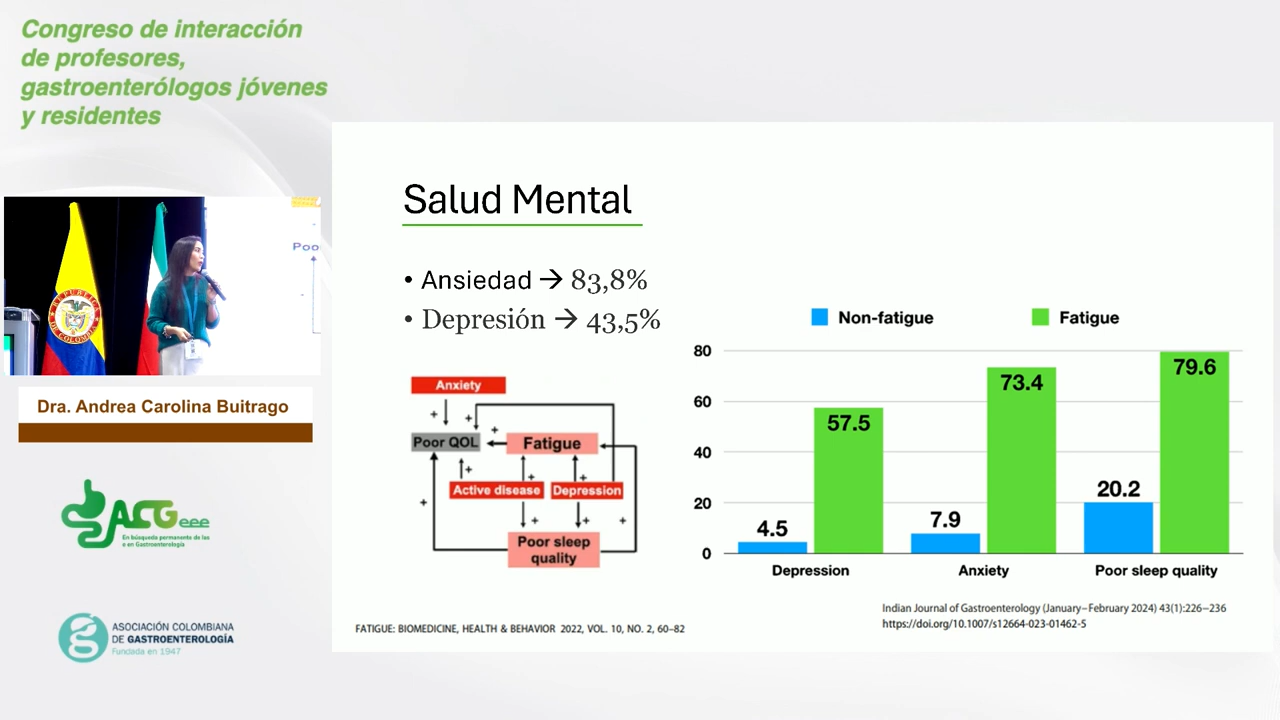 Congreso de interacción
de profesores,
gastroenterólogos jóvenes
y residentes
Poo
REPÚBLICA
DE COLOMBIA
Dra. Andrea Carolina Buitrago
ACGeee
En búsqueda permanente de las
e en Gastroenterología
ASOCIACIÓN COLOMBIANA
DE GASTROENTEROLOGÍA
Fundada en 1947
Salud Mental
• Ansiedad → 83,8%
• Depresión → 43,5%
Anxiety
+ + +
Poor QOL
Fatigue
+ + +
Active disease
Depression
+ + + +
Poor sleep
quality
FATIGUE: BIOMEDICINE, HEALTH & BEHAVIOR 2022, VOL. 10, NO. 2, 60–82
Non-fatigue
Fatigue
80
60
40
20
0
4.5
57.5
7.9
73.4
20.2
79.6
Depression
Anxiety
Poor sleep quality
Indian Journal of Gastroenterology (January–February 2024) 43(1):226–236
https://doi.org/10.1007/s12664-023-01462-5